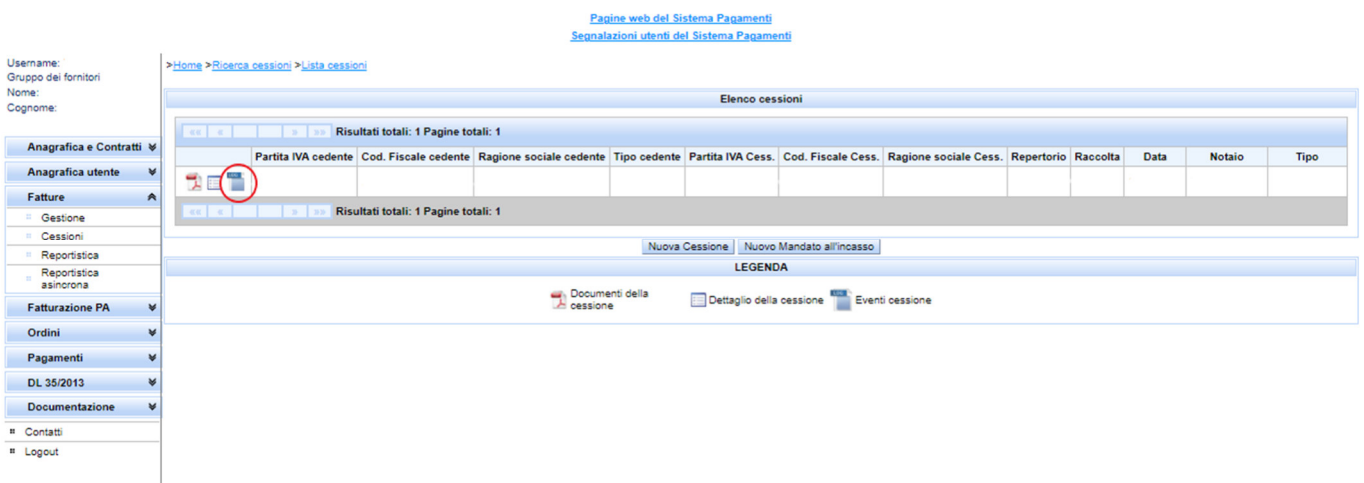 Pagine web del Sistema Pagamenti
Segnalazioni utenti del Sistema Pagamenti
Username:
Gruppo dei fornitori
Nome:
Cognome:
>Home >Ricerca cessioni >Lista cessioni
Anagrafica e Contratti
Anagrafica utente
Fatture
Gestione
Cessioni
Reportistica
Reportistica
asincrona
Fatturazione PA
Ordini
Pagamenti
DL 35/2013
Documentazione
Contatti
Logout
Elenco cessioni
«« « » »» Risultati totali: 1 Pagine totali: 1
Partita IVA cedente Cod. Fiscale cedente Ragione sociale cedente Tipo cedente Partita IVA Cess. Cod. Fiscale Cess. Ragione sociale Cess. Repertorio Raccolta Data Notaio Tipo
«« « » »» Risultati totali: 1 Pagine totali: 1
Nuova Cessione Nuovo Mandato all'incasso
LEGENDA
Documenti della
cessione
Dettaglio della cessione
Eventi cessione